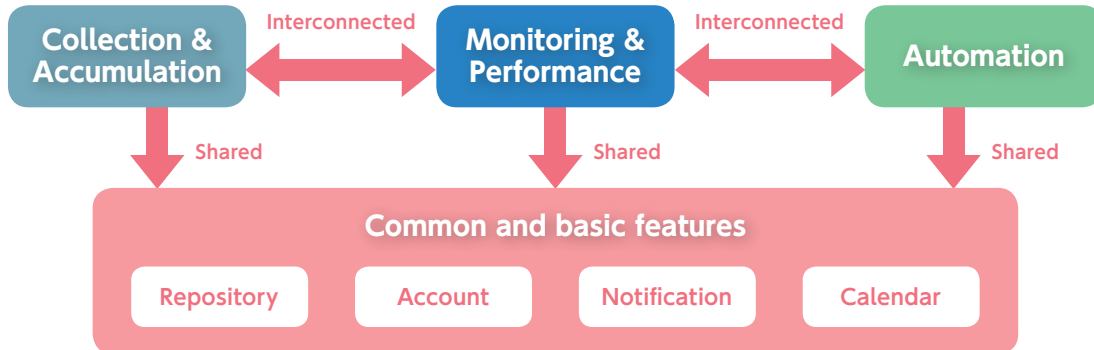 Interconnected
Interconnected
Collection &
Accumulation
Monitoring &
Performance
Automation
Shared
Shared
Shared
Common and basic features
Repository
Account
Notification
Calendar